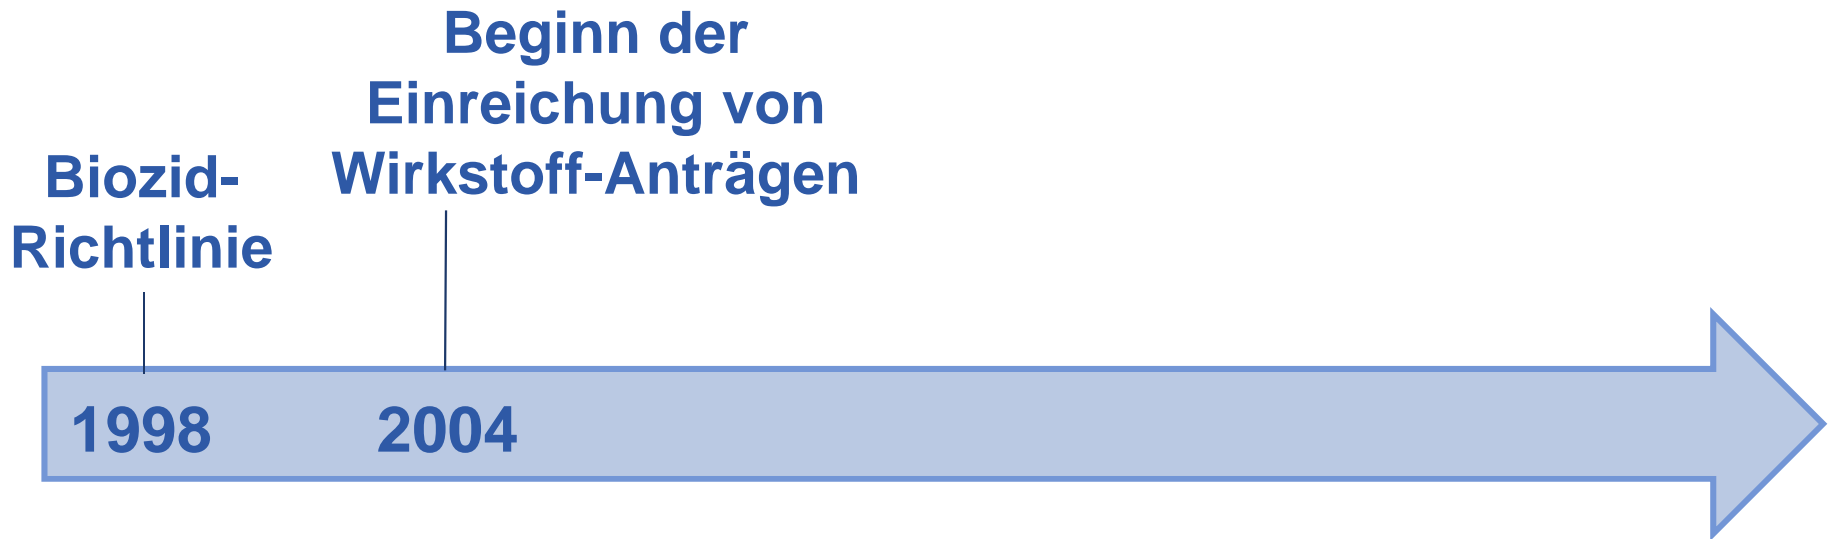 Biozid-
Richtlinie
Beginn der
Einreichung von
Wirkstoff-Anträgen
1998
2004